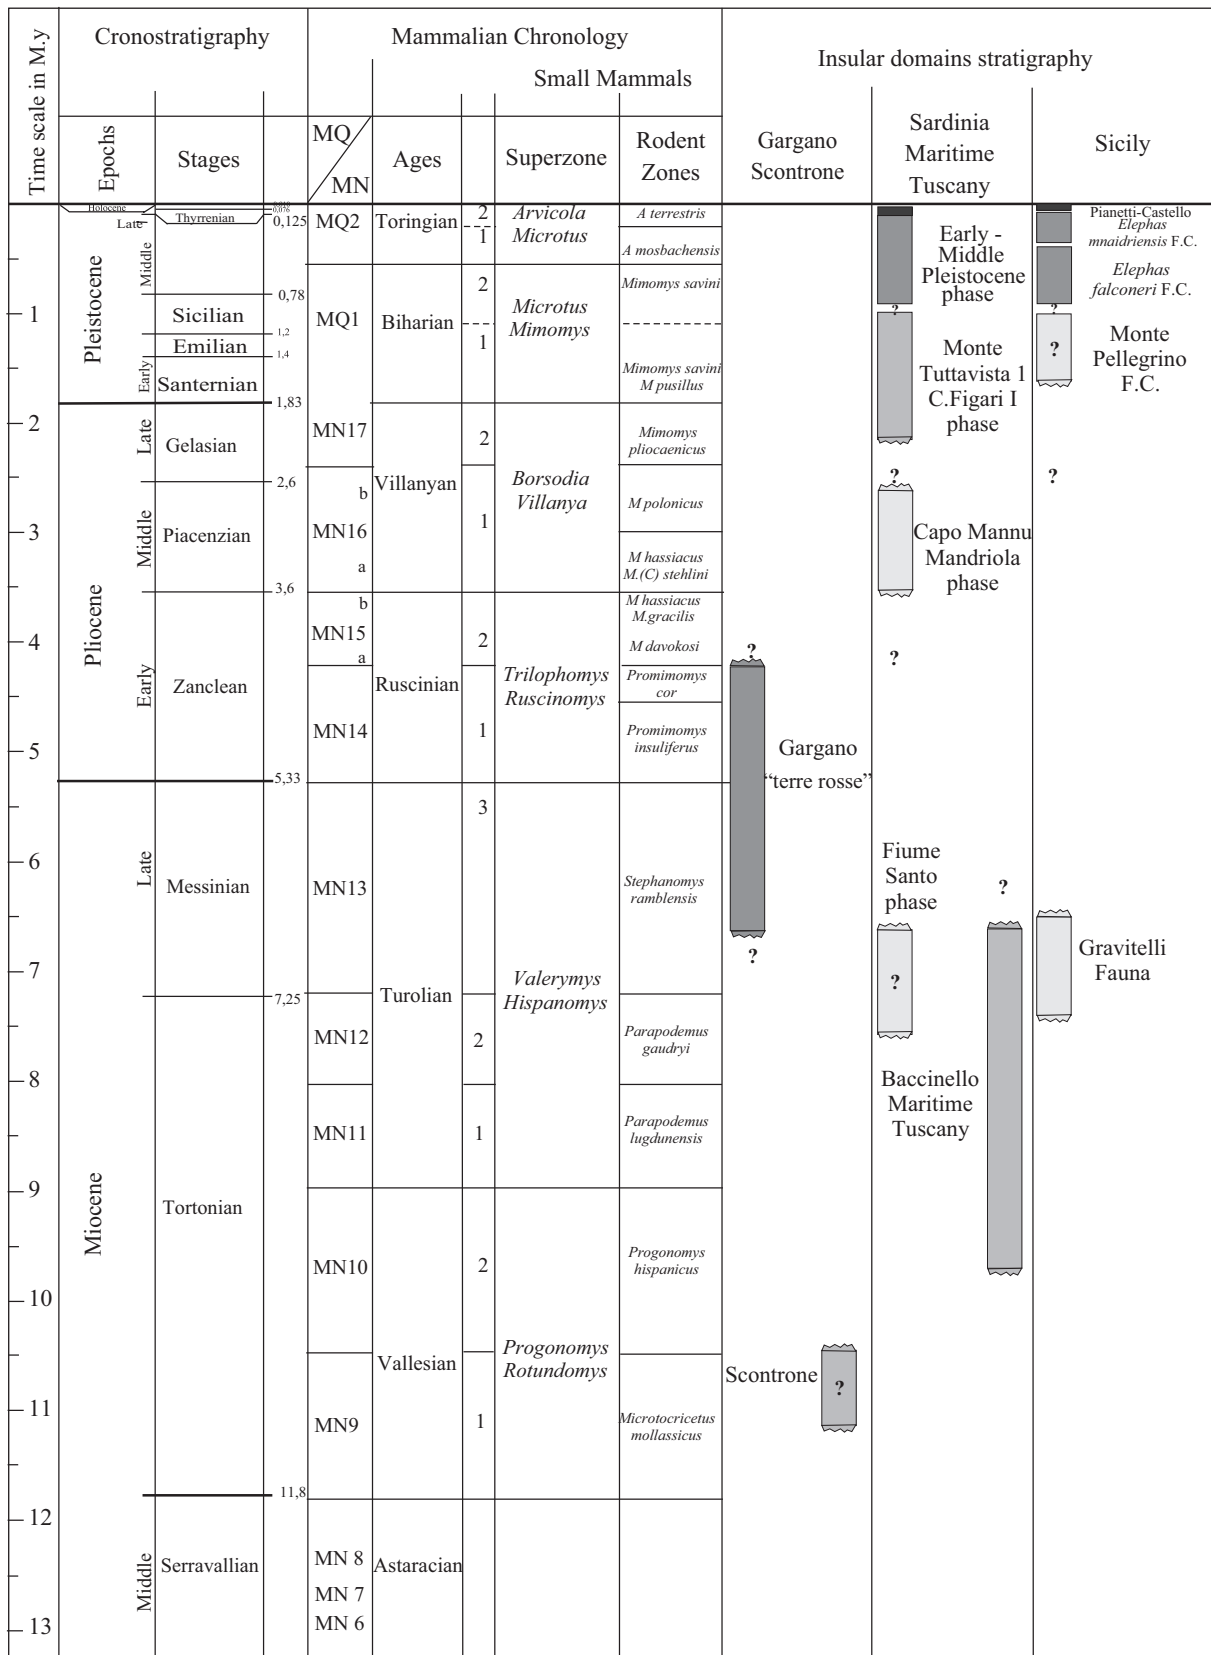 Time scale in M.y
Cronostratigraphy
Mammalian Chronology
Small Mammals
Insular domains stratigraphy
Epochs
Stages
MQ
MN
Ages
Superzone
Rodent
Zones
Gargano
Scontrone
Sardinia
Maritime
Tuscany
Sicily
1
2
3
4
5
6
7
8
9
10
11
12
13
Holocene
Pleistocene
Late
Middle
Early
Pliocene
Late
Middle
Early
Miocene
Late
Middle
Thyrrenian
Sicilian
Emilian
Santernian
Gelasian
Piacenzian
Zanclean
Messinian
Tortonian
Serravallian
0,125
0,78
1,2
1,4
1,83
2,6
3,6
5,33
7,25
11,8
MQ2
MQ1
MN17
b
MN16
a
b
MN15
a
MN14
MN13
MN12
MN11
MN10
MN9
MN 8
MN 7
MN 6
Toringian
Biharian
Villanyan
Ruscinian
Turolian
Vallesian
Astaracian
2
1
2
1
2
1
2
1
3
2
1
2
1
Arvicola
Microtus
Microtus
Mimomys
Borsodia
Villanya
Trilophomys
Ruscinomys
Valerymys
Hispanomys
Progonomys
Rotundomys
A terrestris
A mosbachensis
Mimomys savini
Mimomys savini
M pusillus
Mimomys
pliocaenicus
M polonicus
M hassiacus
M.(C) stehlini
M hassiacus
M.gracilis
M davokosi
Promimomys
cor
Promimomys
insuliferus
Stephanomys
ramblensis
Parapodemus
gaudryi
Parapodemus
lugdunensis
Progonomys
hispanicus
Microtocricetus
mollassicus
?
Gargano
“terre rosse”
?
Scontrone
?
Early -
Middle
Pleistocene
phase
?
Monte
Tuttavista 1
C.Figari I
phase
?
Capo Mannu
Mandriola
phase
?
Fiume
Santo
phase
?
?
Baccinello
Maritime
Tuscany
Pianetti-Castello
Elephas
mnaidriensis F.C.
Elephas
falconeri F.C.
?
?
Monte
Pellegrino
F.C.
?
Gravitelli
Fauna